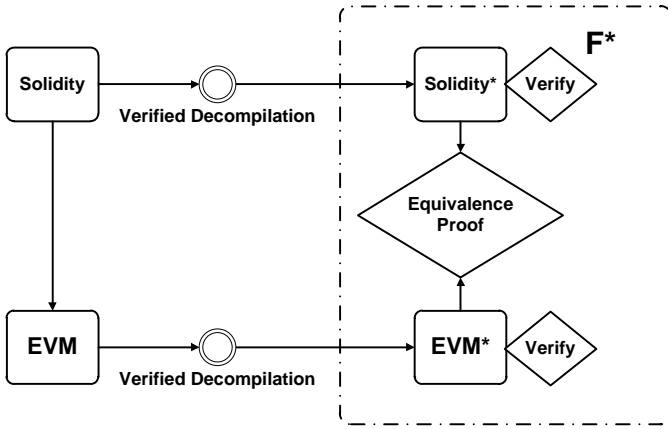 F*
Solidity
Solidity*
Verify
Verified Decompilation
Equivalence
Proof
EVM
EVM*
Verify
Verified Decompilation